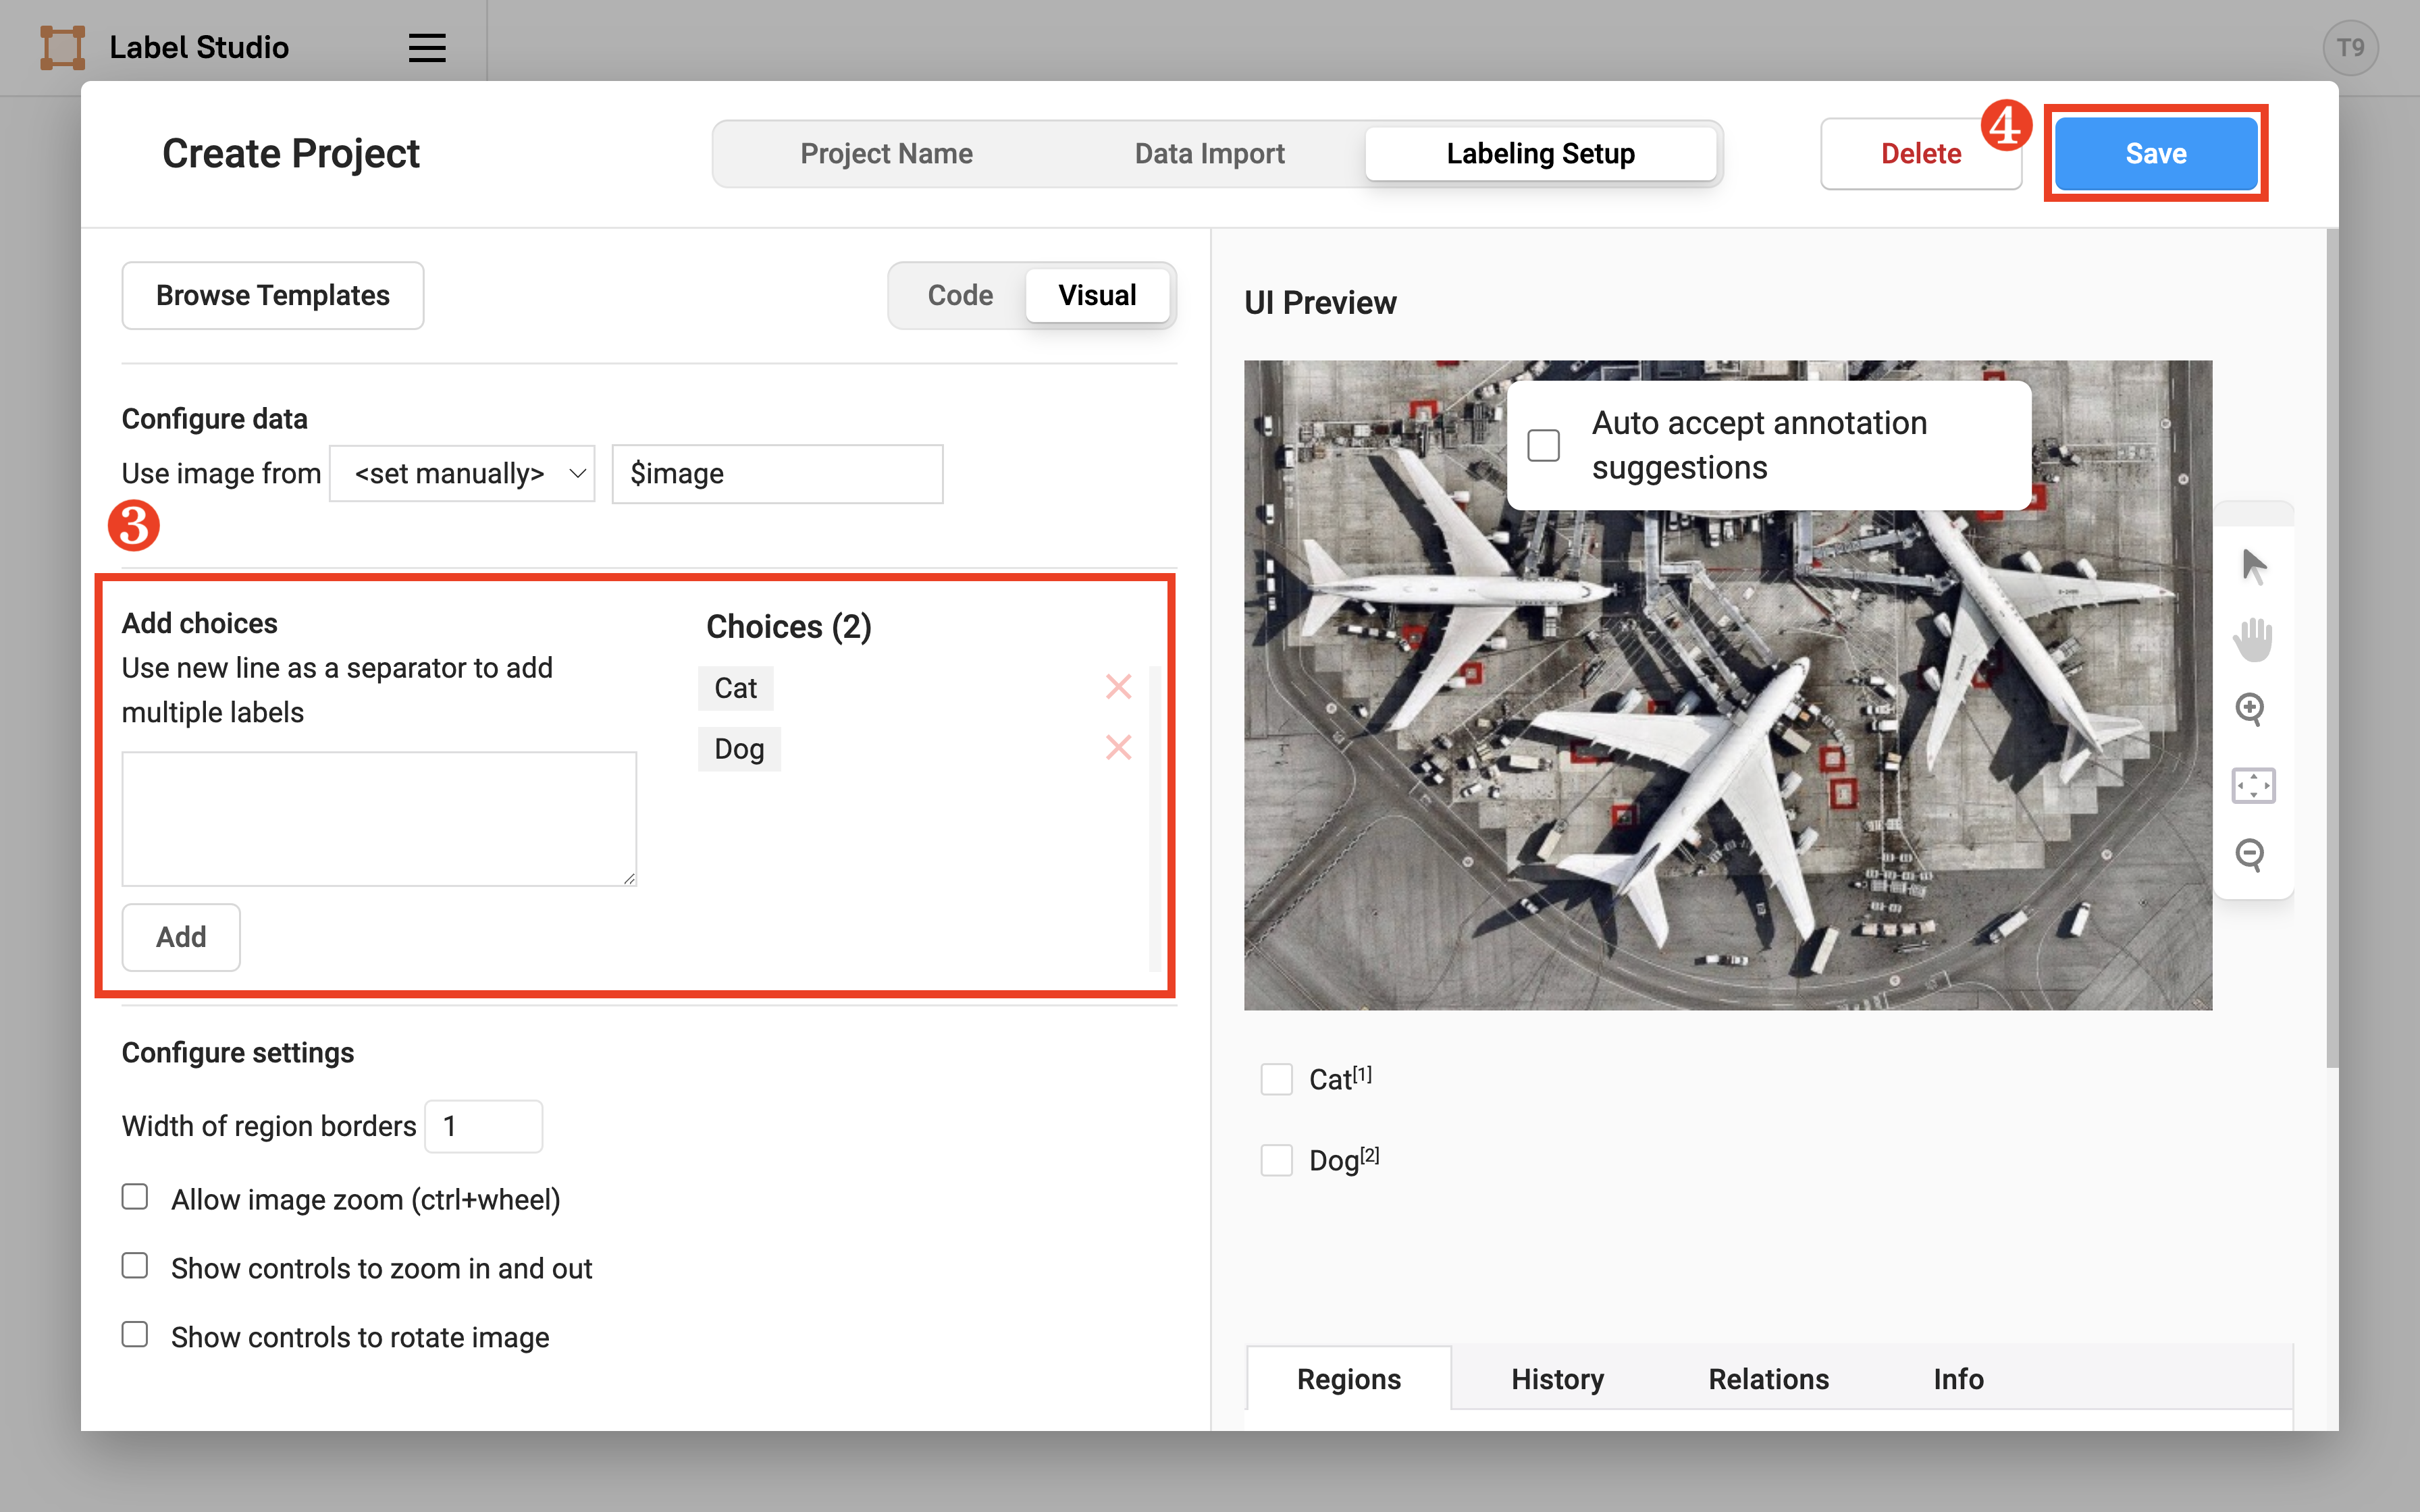 Label Studio
T9
Create Project
Project Name
Data Import
Labeling Setup
Delete
4
Save
Browse Templates
Code
Visual
Configure data
Use image from
<set manually>
$image
3
Add choices
Use new line as a separator to add
multiple labels
Add
Choices (2)
Cat
Dog
Configure settings
Width of region borders
1
Allow image zoom (ctrl+wheel)
Show controls to zoom in and out
Show controls to rotate image
UI Preview
Auto accept annotation
suggestions
Cat[1]
Dog[2]
Regions
History
Relations
Info